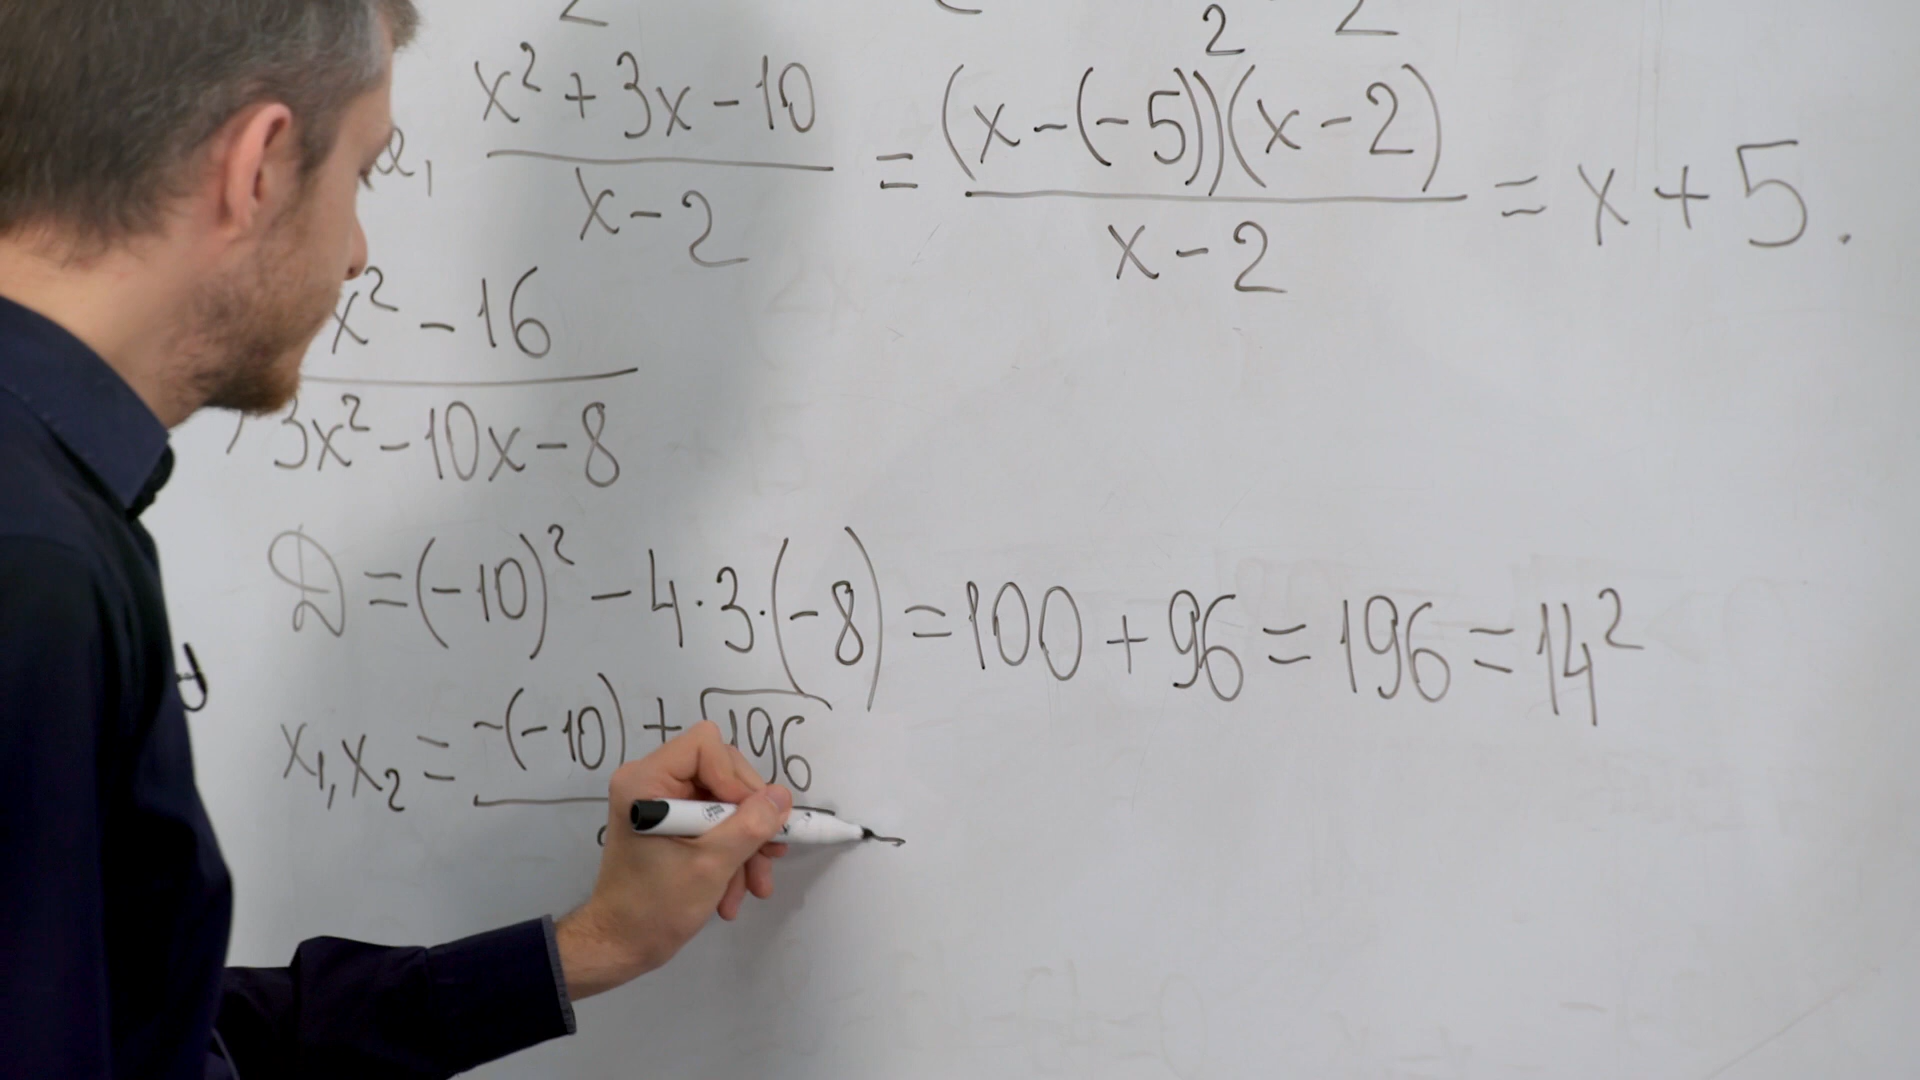 x² + 3x - 10 / x - 2 = (x - (-5))(x - 2) / x - 2 = x + 5.
x² - 16 / 3x² - 10x - 8
D = (-10)² - 4·3·(-8) = 100 + 96 = 196 = 14²
x₁, x₂ = -(-10) + √196